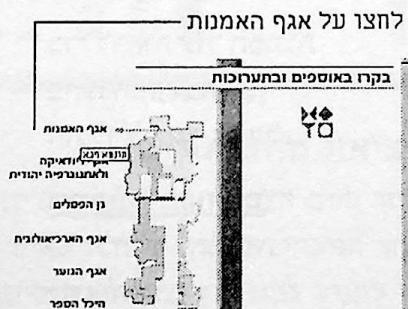 לחצו על אגף האמנות
בקרו באוספים ובתערוכות
אגף האמנות
ולאתנוגרפיה יהודית
גן הפסלים
אגף הארכיאולוגיה
אגף הנוער
היכל הספר